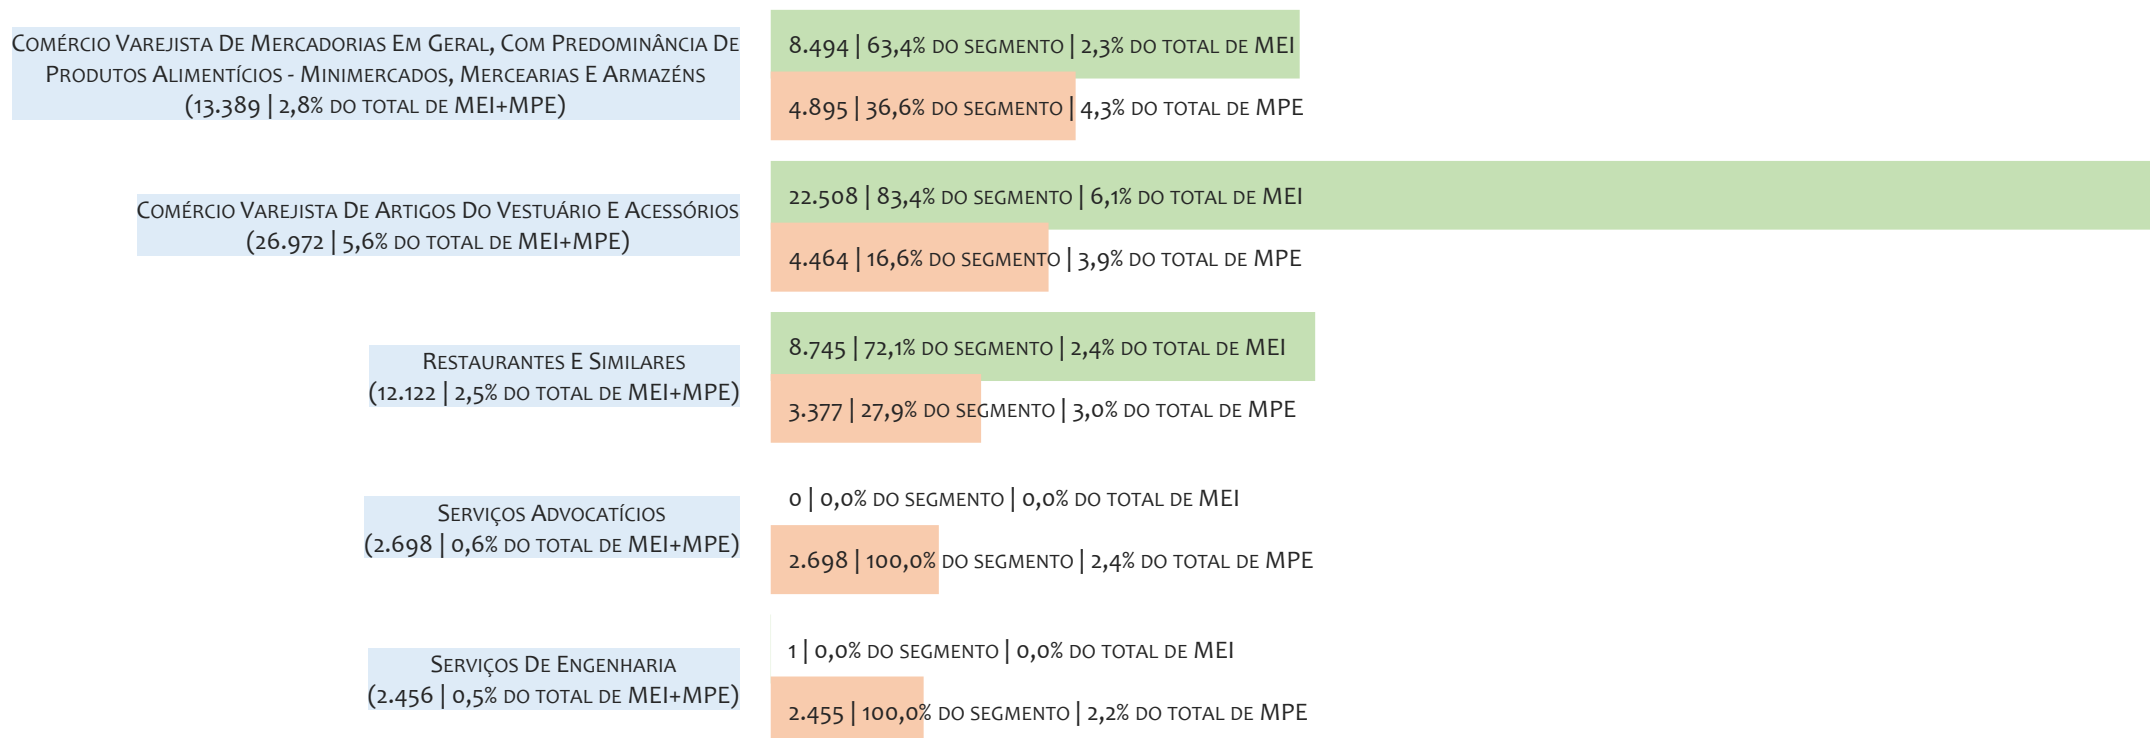 Comércio Varejista De Mercadorias Em Geral, Com Predominância De
Produtos Alimentícios - Minimercados, Mercearias E Armazéns
(13.389 | 2,8% do total de MEI+MPE)
8.494 | 63,4% do segmento | 2,3% do total de MEI
4.895 | 36,6% do segmento | 4,3% do total de MPE
Comércio Varejista De Artigos Do Vestuário E Acessórios
(26.972 | 5,6% do total de MEI+MPE)
22.508 | 83,4% do segmento | 6,1% do total de MEI
4.464 | 16,6% do segmento | 3,9% do total de MPE
Restaurantes E Similares
(12.122 | 2,5% do total de MEI+MPE)
8.745 | 72,1% do segmento | 2,4% do total de MEI
3.377 | 27,9% do segmento | 3,0% do total de MPE
Serviços Advocatícios
(2.698 | 0,6% do total de MEI+MPE)
0 | 0,0% do segmento | 0,0% do total de MEI
2.698 | 100,0% do segmento | 2,4% do total de MPE
Serviços De Engenharia
(2.456 | 0,5% do total de MEI+MPE)
1 | 0,0% do segmento | 0,0% do total de MEI
2.455 | 100,0% do segmento | 2,2% do total de MPE